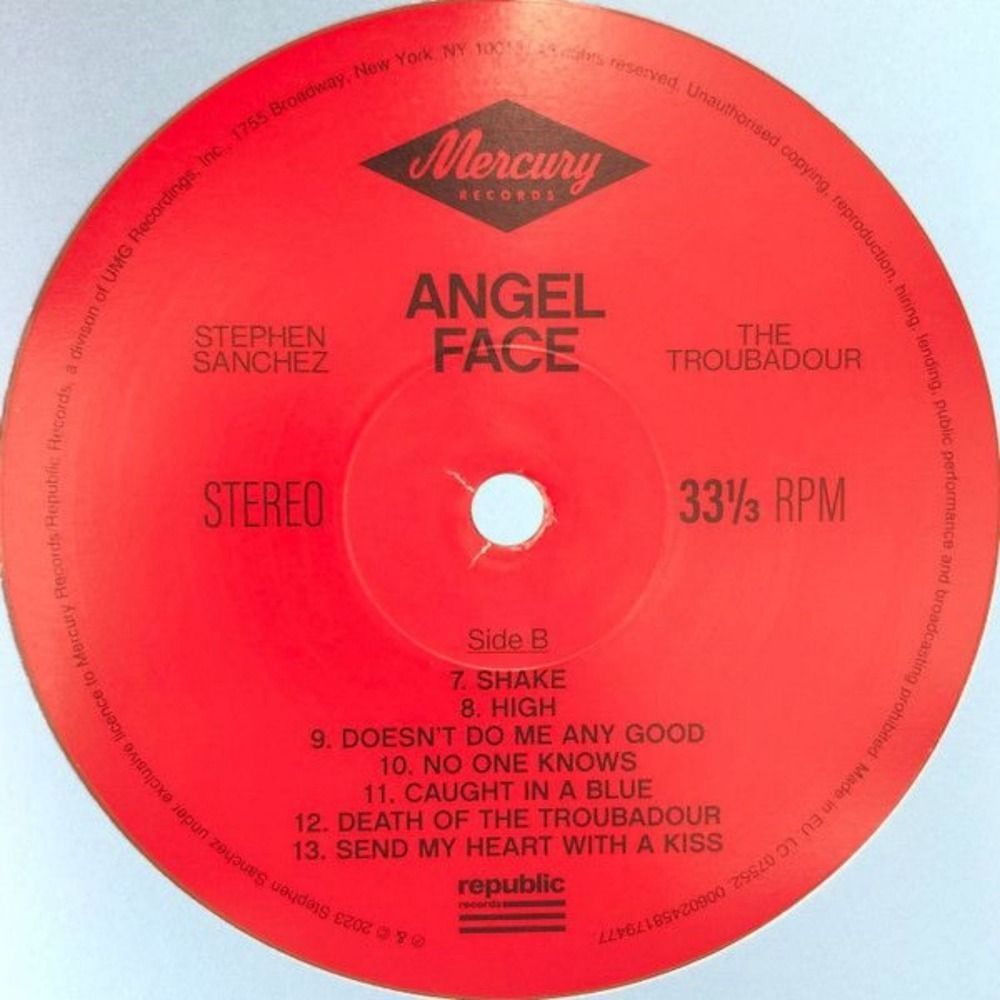 Mercury
RECORDS
ANGEL
FACE
STEPHEN
SANCHEZ
THE
TROUBADOUR
STEREO
33⅓ RPM
Side B
7. SHAKE
8. HIGH
9. DOESN'T DO ME ANY GOOD
10. NO ONE KNOWS
11. CAUGHT IN A BLUE
12. DEATH OF THE TROUBADOUR
13. SEND MY HEART WITH A KISS
republic
records
℗ & © 2023 Stephen Sanchez under exclusive licence to Mercury Records/Republic Records, a divison of UMG Recordings, Inc., 1755 Broadway, New York, NY All rights reserved. Unauthorised copying, reproduction, hiring, lending, public performance and broadcasting prohibited. Made in EU. LC 07552. 00602458179477.